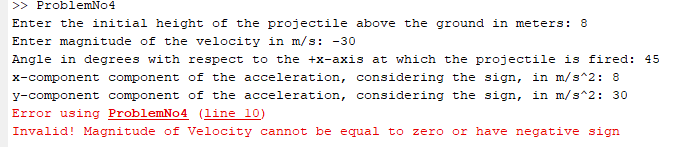 >> ProblemNo4
Enter the initial height of the projectile above the ground in meters: 8
Enter magnitude of the velocity in m/s: -30
Angle in degrees with respect to the +x-axis at which the projectile is fired: 45
x-component component of the acceleration, considering the sign, in m/s^2: 8
y-component component of the acceleration, considering the sign, in m/s^2: 30
Error using ProblemNo4 (line 10)
Invalid! Magnitude of Velocity cannot be equal to zero or have negative sign